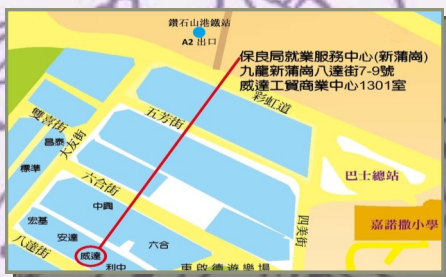 鑽石山港鐵站
A2 出口
保良局就業服務中心(新蒲崗)
九龍新蒲崗八達街7-9號
威達工貿商業中心1301室
彩虹道
五芳街
雙喜街
昌泰
大友街
標準
巴士總站
六合街
中興
四美街
嘉諾撒小學
宏基
安達
八達街
威達
六合
利中
東啟德遊樂場